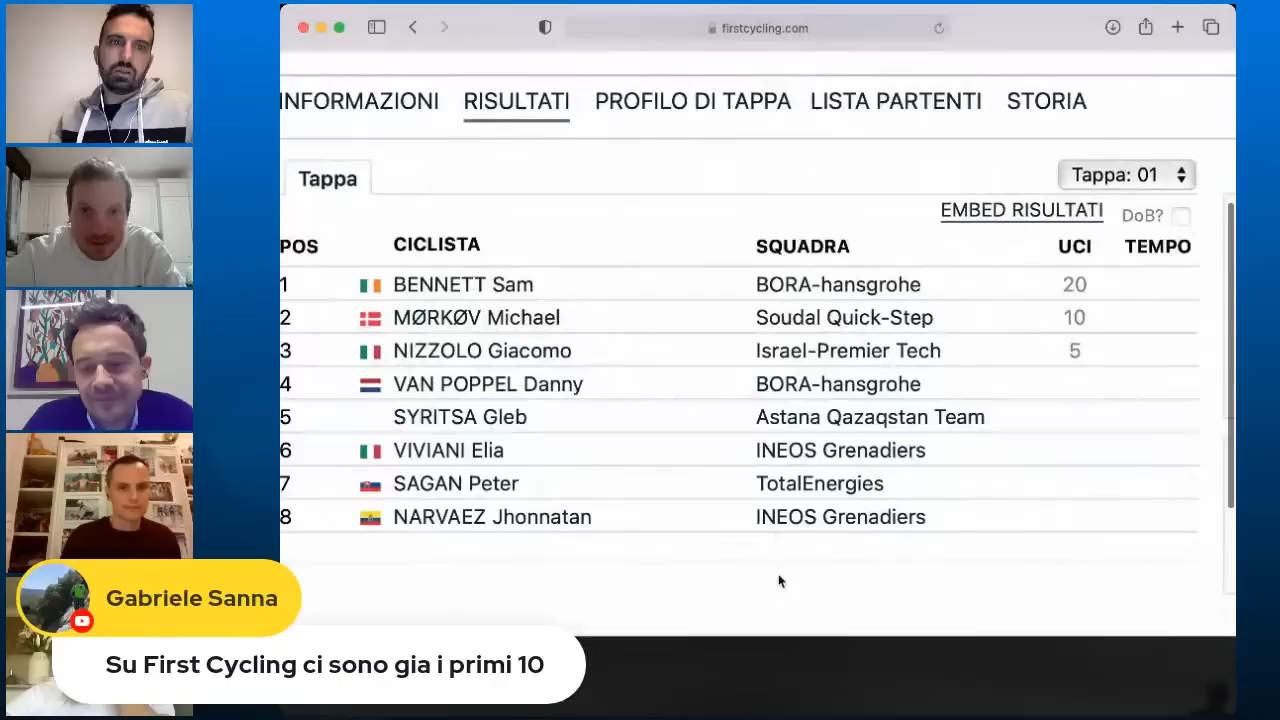 firstcycling.com
INFORMAZIONI RISULTATI PROFILO DI TAPPA LISTA PARTENTI STORIA
Tappa
Tappa: 01
EMBED RISULTATI DoB?
POS CICLISTA SQUADRA UCI TEMPO
1 BENNETT Sam BORA-hansgrohe 20
2 MØRKØV Michael Soudal Quick-Step 10
3 NIZZOLO Giacomo Israel-Premier Tech 5
4 VAN POPPEL Danny BORA-hansgrohe
5 SYRITSA Gleb Astana Qazaqstan Team
6 VIVIANI Elia INEOS Grenadiers
7 SAGAN Peter TotalEnergies
8 NARVAEZ Jhonnatan INEOS Grenadiers
Gabriele Sanna
Su First Cycling ci sono gia i primi 10